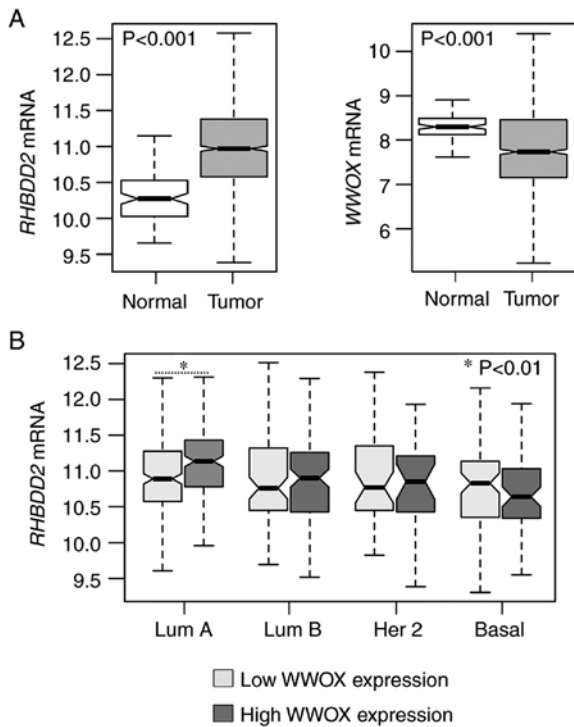 A
P<0.001
RHBDD2 mRNA
12.5
12.0
11.5
11.0
10.5
10.0
9.5
Normal Tumor
P<0.001
WWOX mRNA
10
9
8
7
6
Normal Tumor
B
* P<0.01
*
RHBDD2 mRNA
12.5
12.0
11.5
11.0
10.5
10.0
9.5
Lum A Lum B Her 2 Basal
Low WWOX expression
High WWOX expression